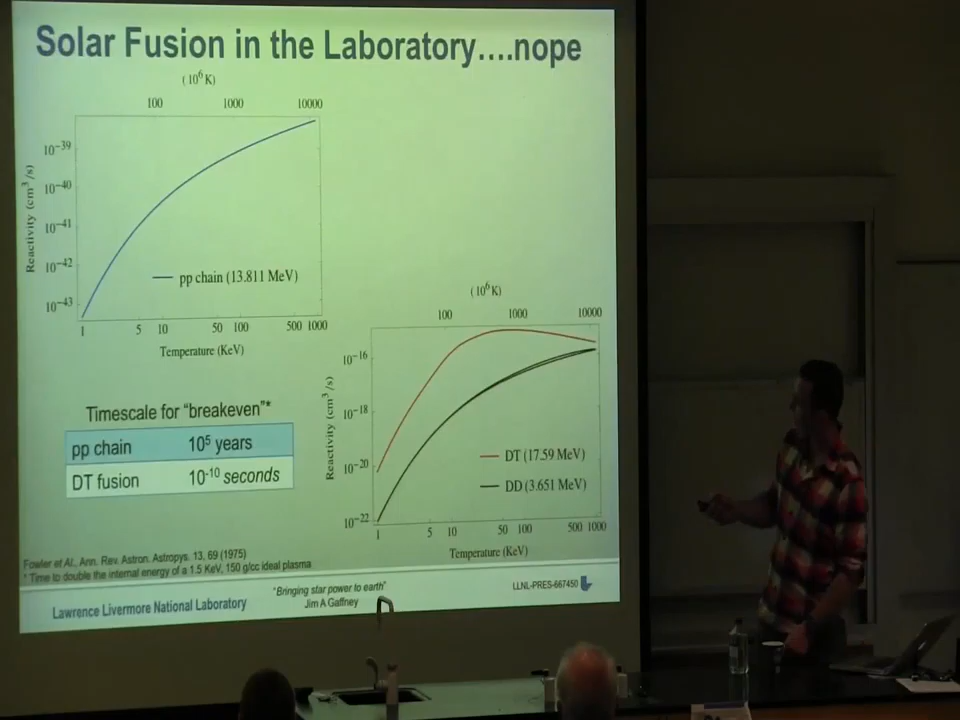 Solar Fusion in the Laboratory....nope
(10⁶ K)
100 1000 10000
10⁻³⁹
10⁻⁴⁰
10⁻⁴¹
10⁻⁴²
10⁻⁴³
Reactivity (cm³/s)
pp chain (13.811 MeV)
1 5 10 50 100 500 1000
Temperature (KeV)
(10⁶ K)
100 1000 10000
10⁻¹⁶
10⁻¹⁸
10⁻²⁰
10⁻²²
Reactivity (cm³/s)
DT (17.59 MeV)
DD (3.651 MeV)
1 5 10 50 100 500 1000
Temperature (KeV)
Timescale for "breakeven"*
pp chain 10⁵ years
DT fusion 10⁻¹⁰ seconds
Fowler et Al. Ann. Rev. Astron. Astropys. 13, 69 (1975)
* Time to double the internal energy of a 1.5 KeV, 150 g/cc ideal plasma
Lawrence Livermore National Laboratory
"Bringing star power to earth"
Jim A Gaffney
LLNL-PRES-667450